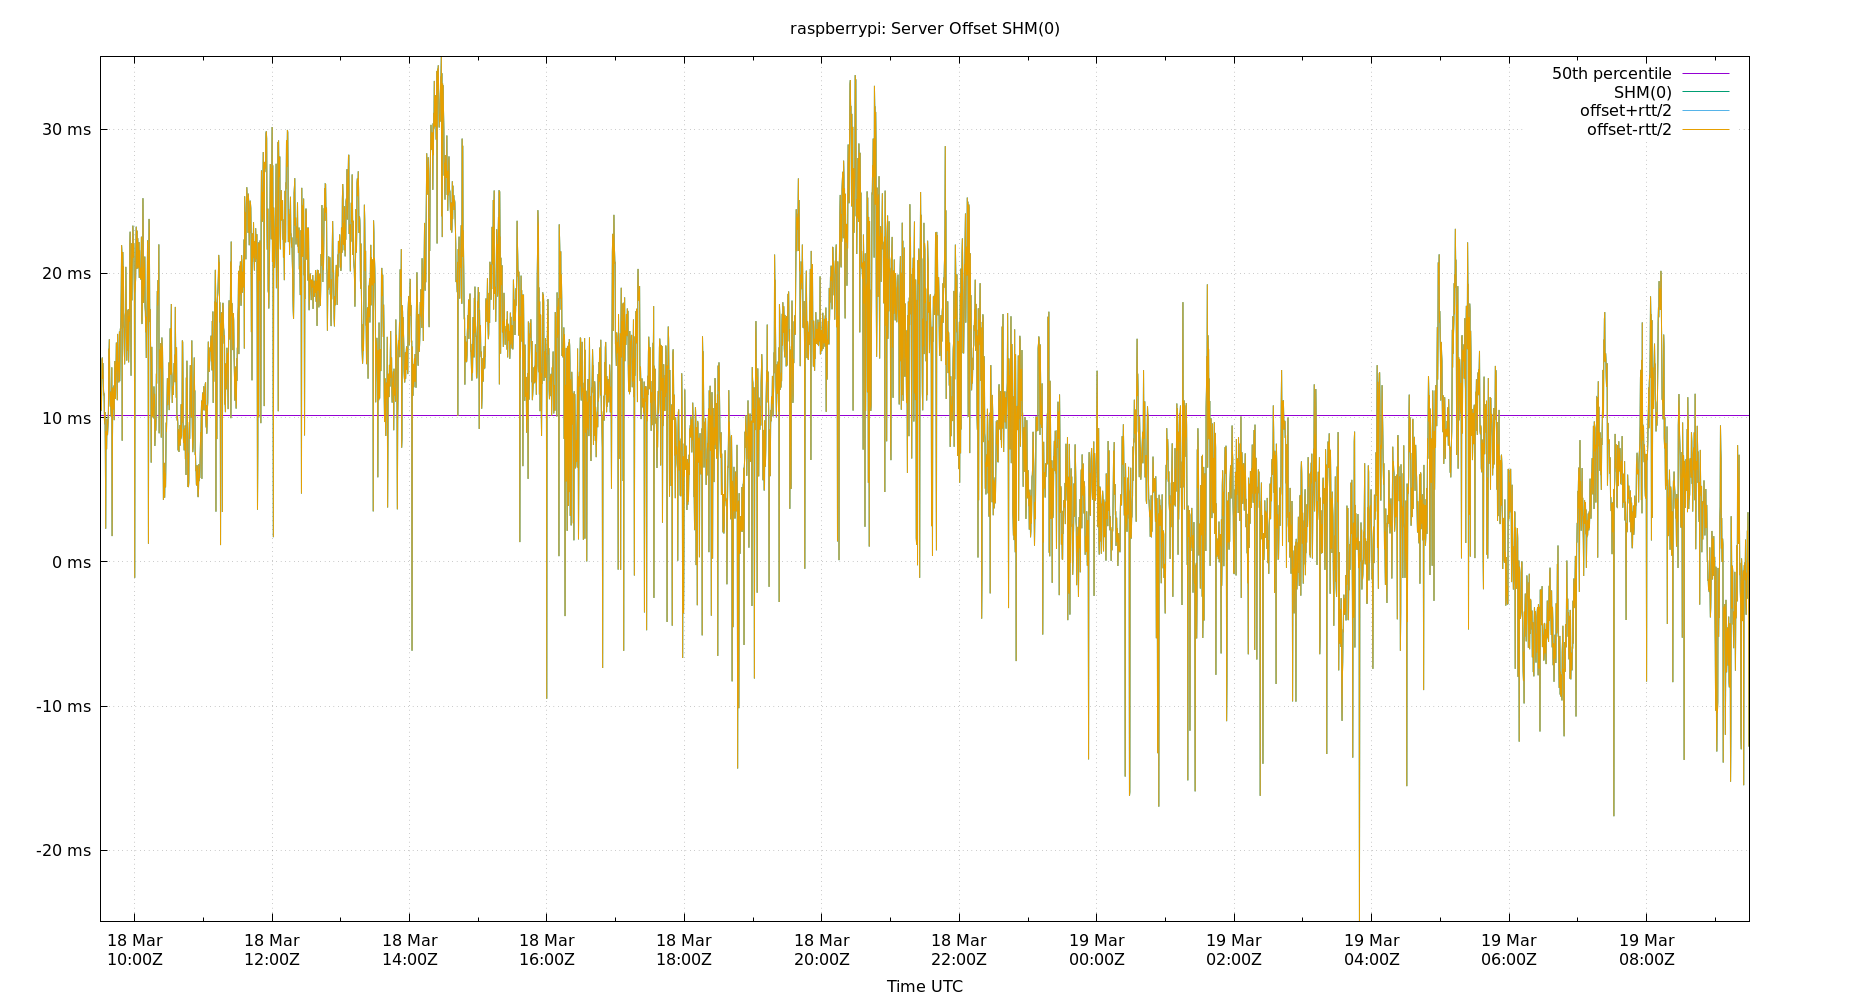 raspberrypi: Server Offset SHM(0)
50th percentile
SHM(0)
offset+rtt/2
offset-rtt/2
30 ms
20 ms
10 ms
0 ms
-10 ms
-20 ms
18 Mar 18 Mar 18 Mar 18 Mar 18 Mar 18 Mar 18 Mar 19 Mar 19 Mar 19 Mar 19 Mar 19 Mar
10:00Z 12:00Z 14:00Z 16:00Z 18:00Z 20:00Z 22:00Z 00:00Z 02:00Z 04:00Z 06:00Z 08:00Z
Time UTC